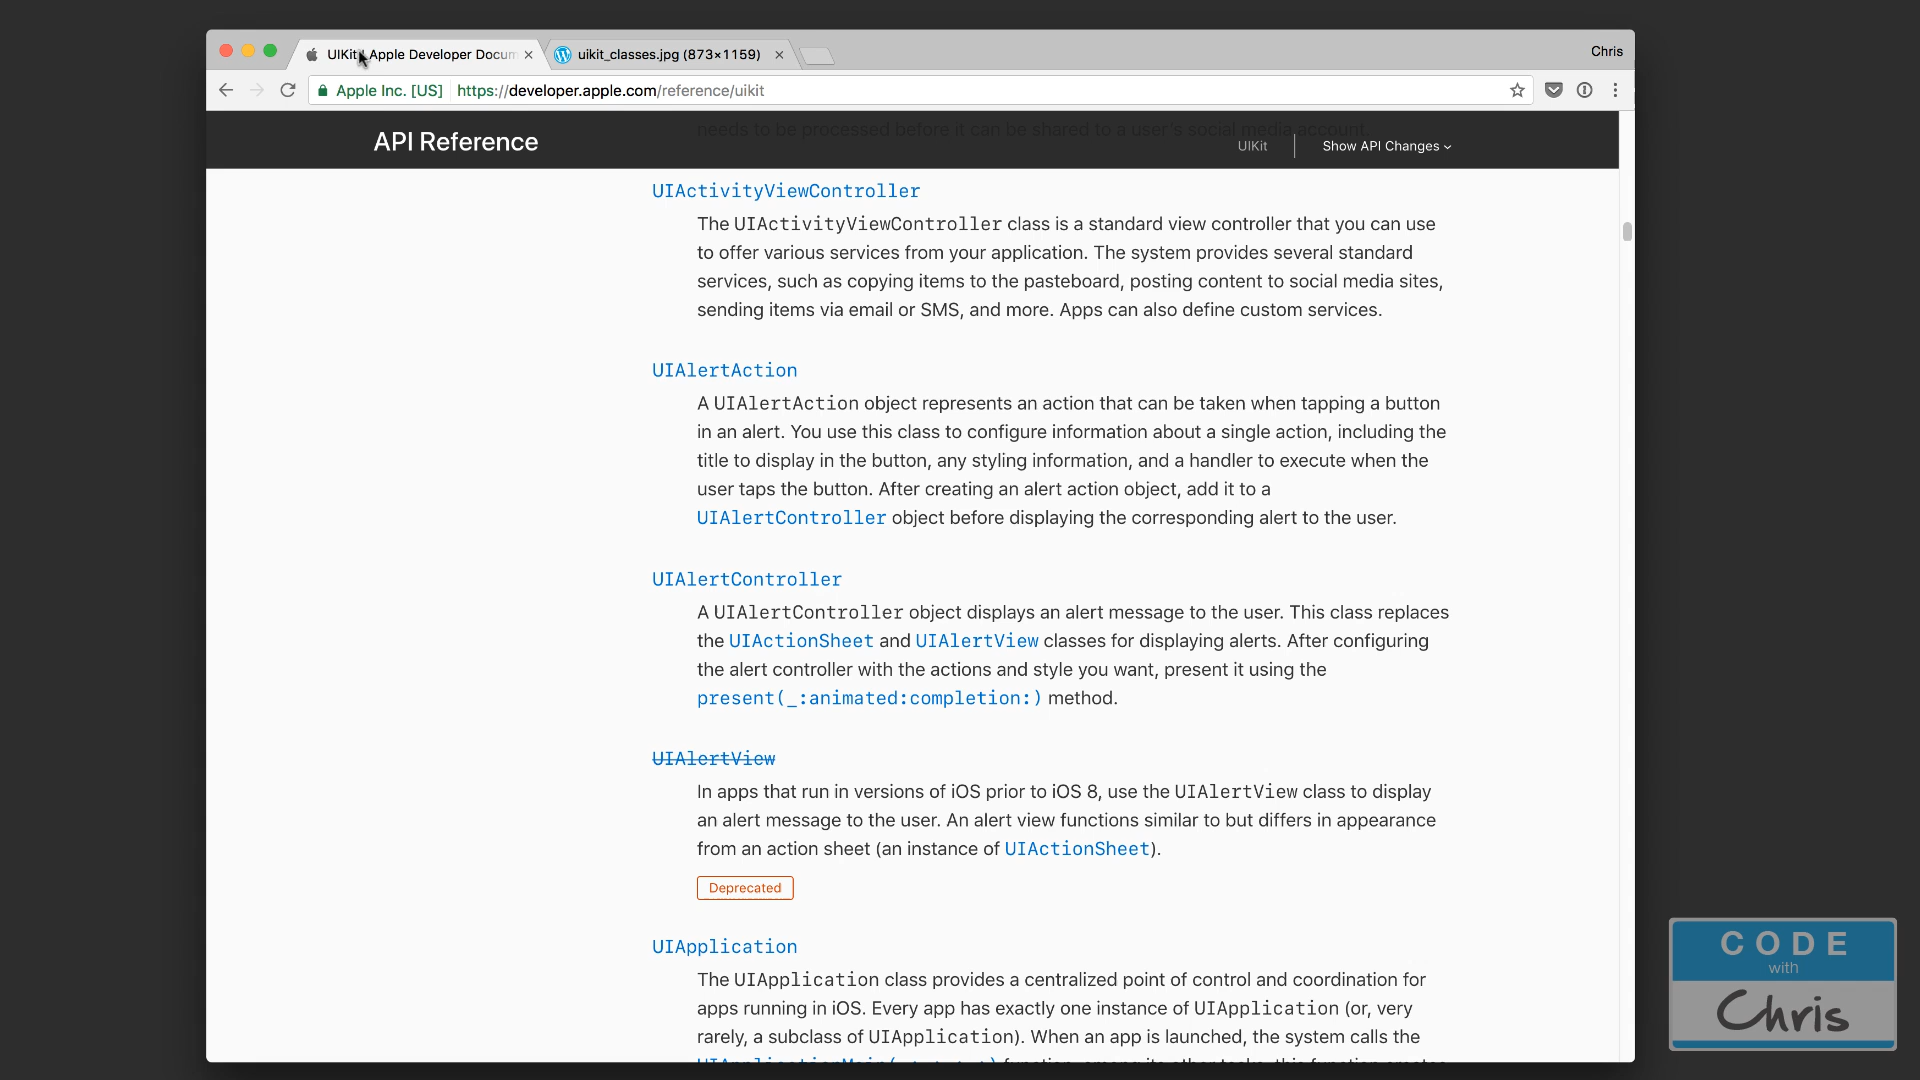 UIKit Apple Developer Docum
uikit_classes.jpg (873×1159)
Chris
Apple Inc. [US]
https://developer.apple.com/reference/uikit
needs to be processed before it can be shared to a user's social media account.
API Reference
UIKit
Show API Changes
UIActivityViewController
The UIActivityViewController class is a standard view controller that you can use
to offer various services from your application. The system provides several standard
services, such as copying items to the pasteboard, posting content to social media sites,
sending items via email or SMS, and more. Apps can also define custom services.
UIAlertAction
A UIAlertAction object represents an action that can be taken when tapping a button
in an alert. You use this class to configure information about a single action, including the
title to display in the button, any styling information, and a handler to execute when the
user taps the button. After creating an alert action object, add it to a
UIAlertController object before displaying the corresponding alert to the user.
UIAlertController
A UIAlertController object displays an alert message to the user. This class replaces
the UIActionSheet and UIAlertView classes for displaying alerts. After configuring
the alert controller with the actions and style you want, present it using the
present(_:animated:completion:) method.
UIAlertView
In apps that run in versions of iOS prior to iOS 8, use the UIAlertView class to display
an alert message to the user. An alert view functions similar to but differs in appearance
from an action sheet (an instance of UIActionSheet).
Deprecated
UIApplication
The UIApplication class provides a centralized point of control and coordination for
apps running in iOS. Every app has exactly one instance of UIApplication (or, very
rarely, a subclass of UIApplication). When an app is launched, the system calls the
CODE
with
Chris